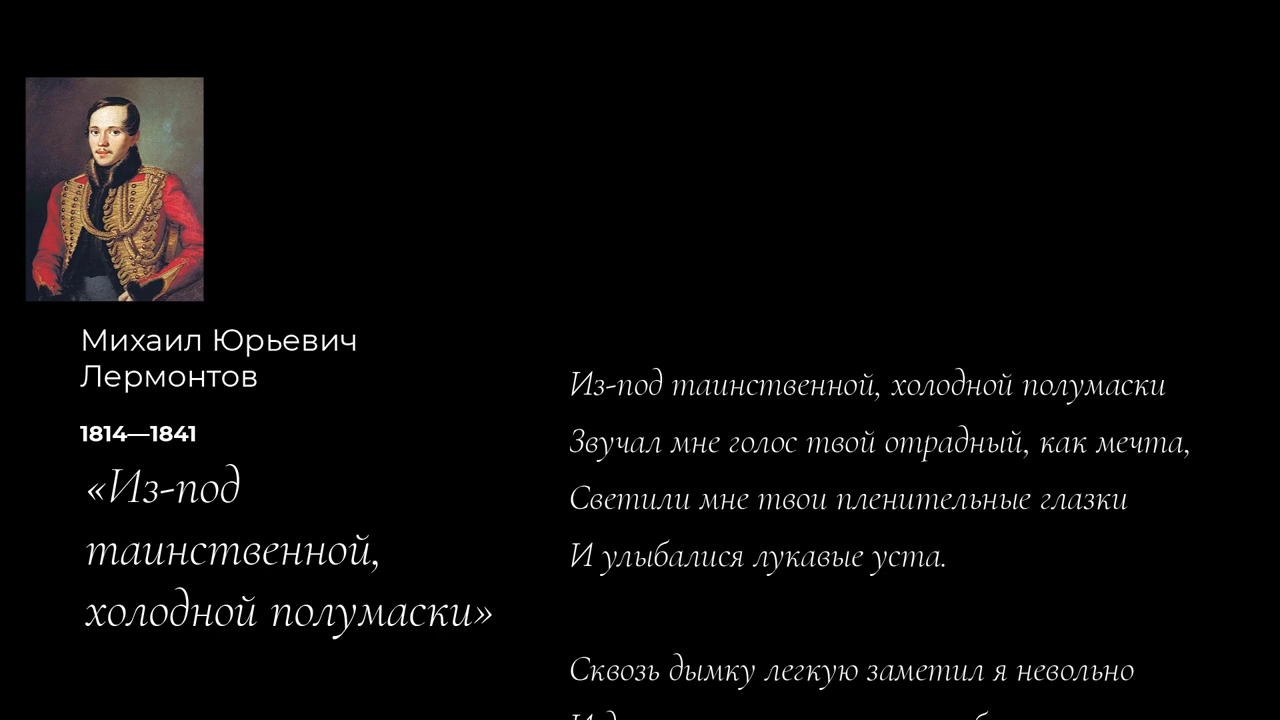 Михаил Юрьевич
Лермонтов
1814—1841
«Из-под
таинственной,
холодной полумаски»
Из-под таинственной, холодной полумаски
Звучал мне голос твой отрадный, как мечта,
Светили мне твои пленительные глазки
И улыбалися лукавые уста.
Сквозь дымку легкую заметил я невольно